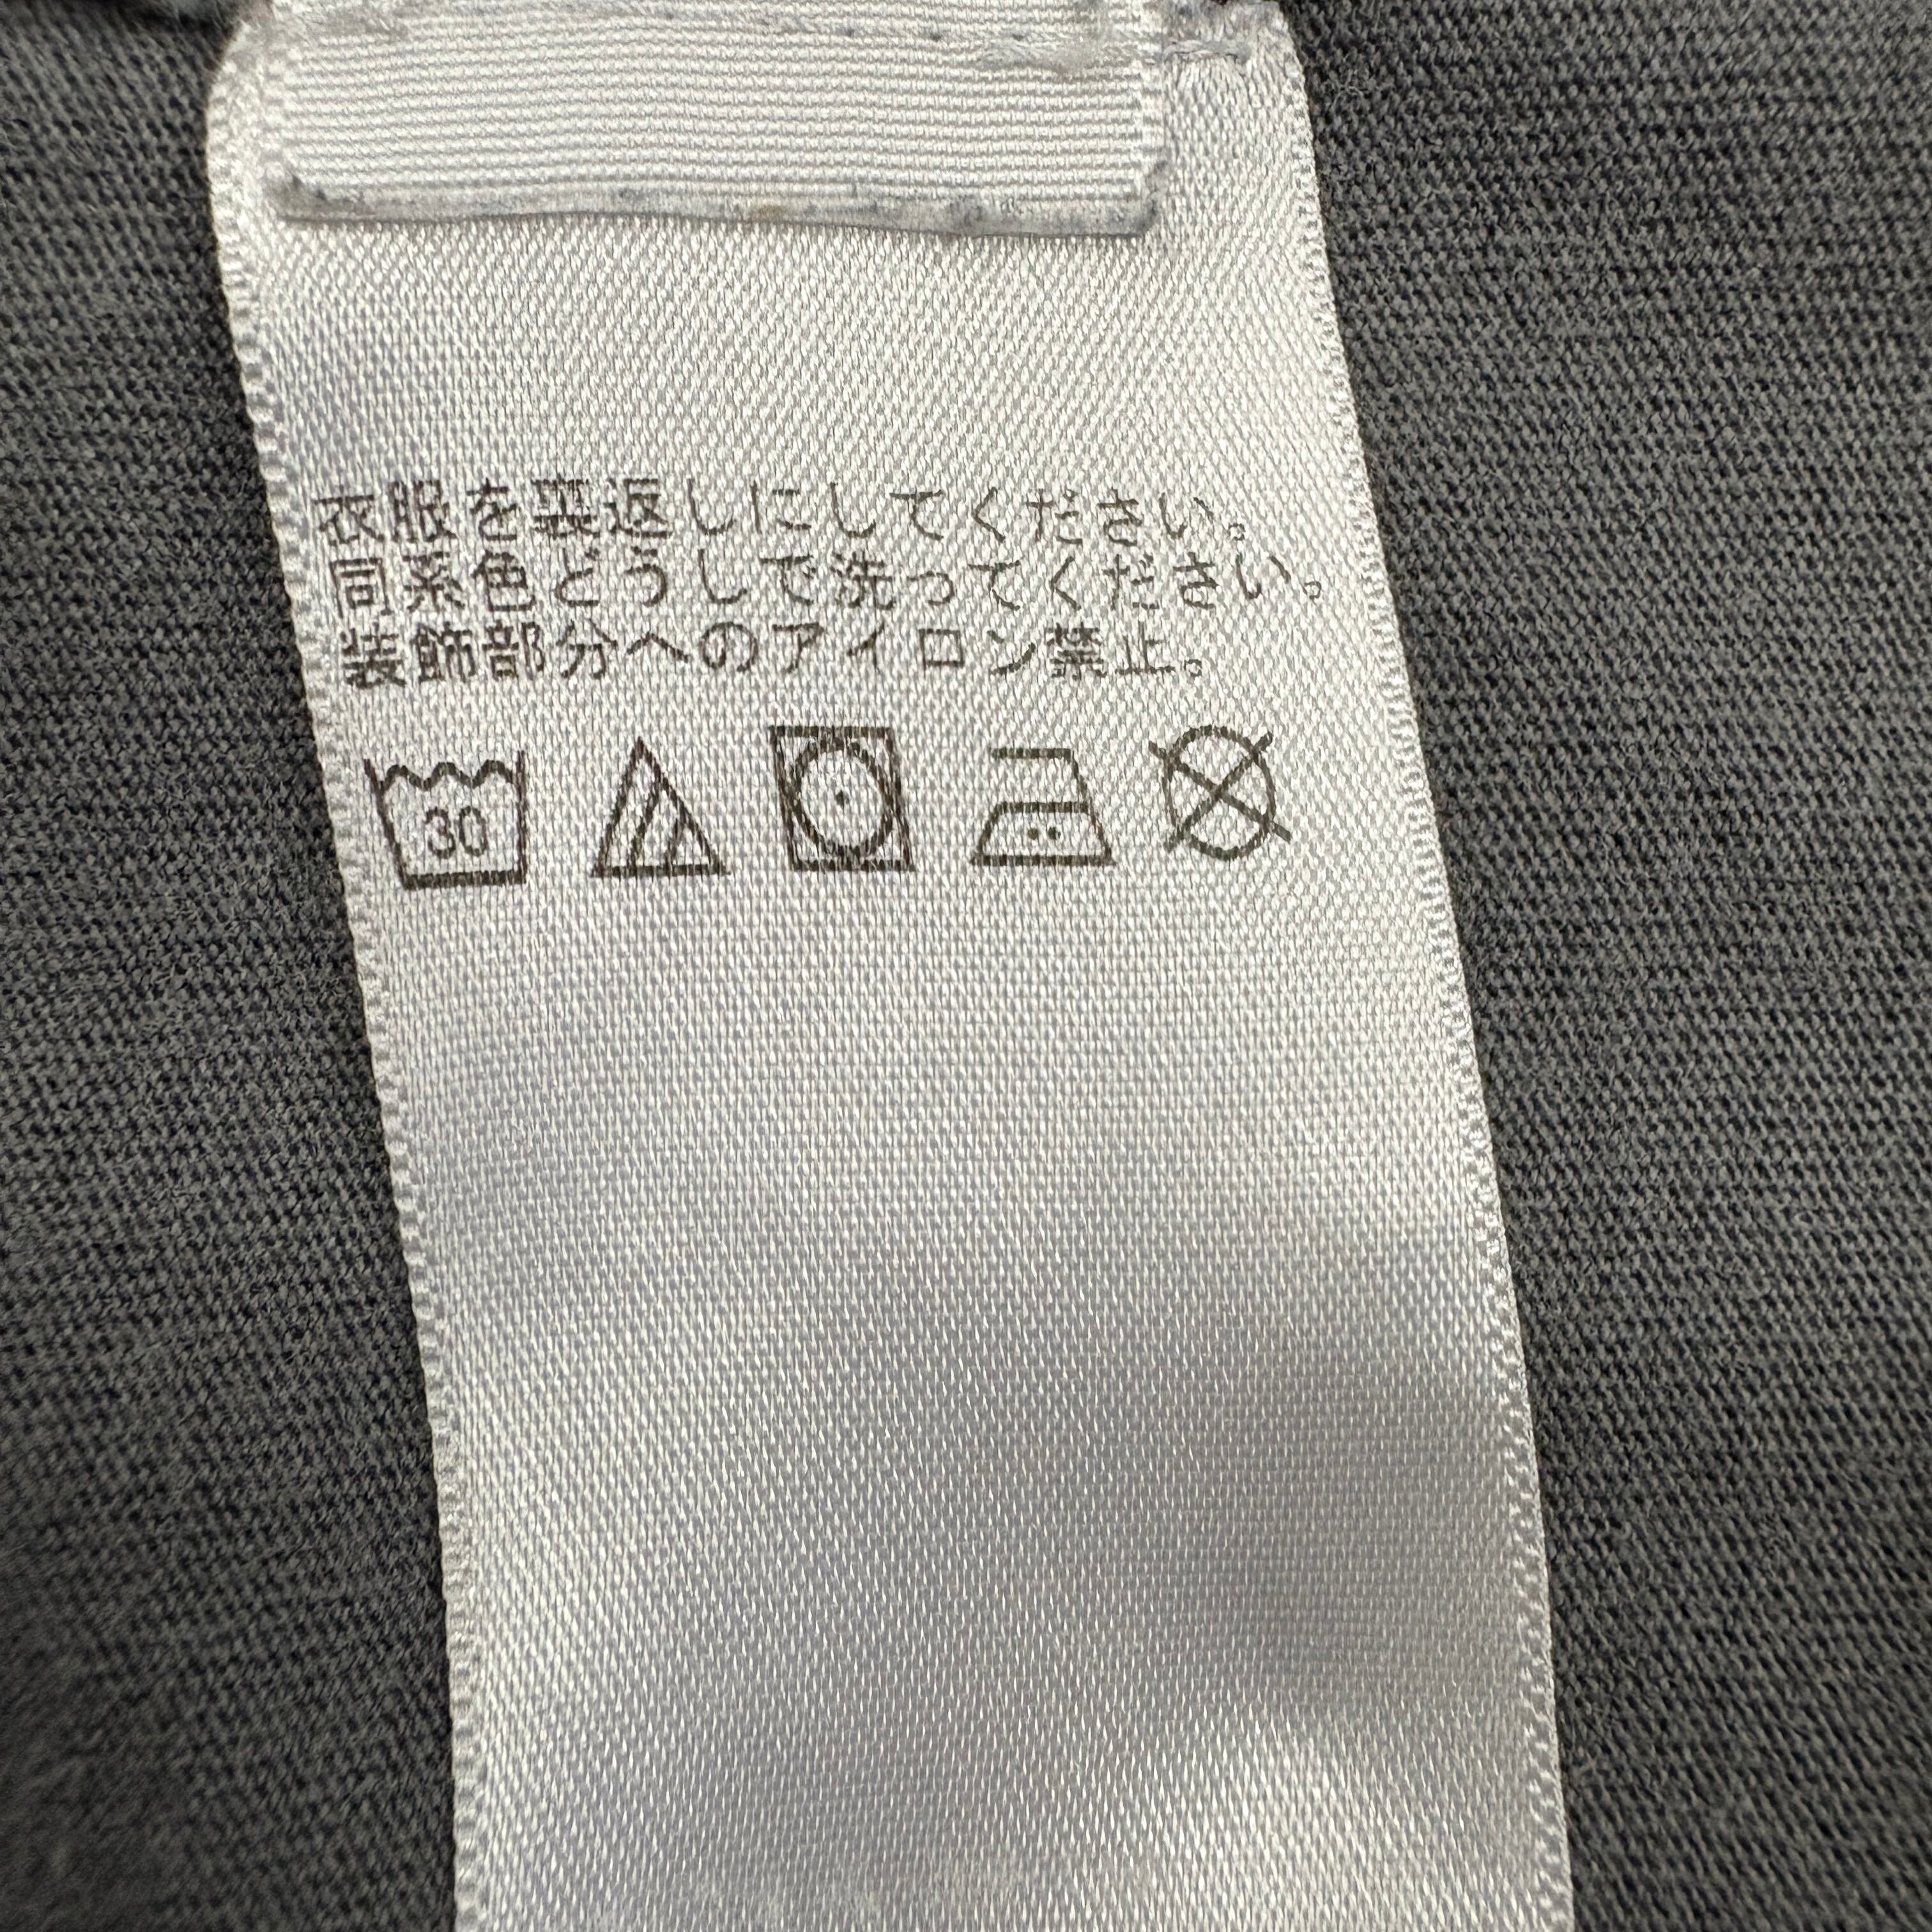 衣服を裏返しにしてください。
同系色どうしで洗ってください。
装飾部分へのアイロン禁止。
30